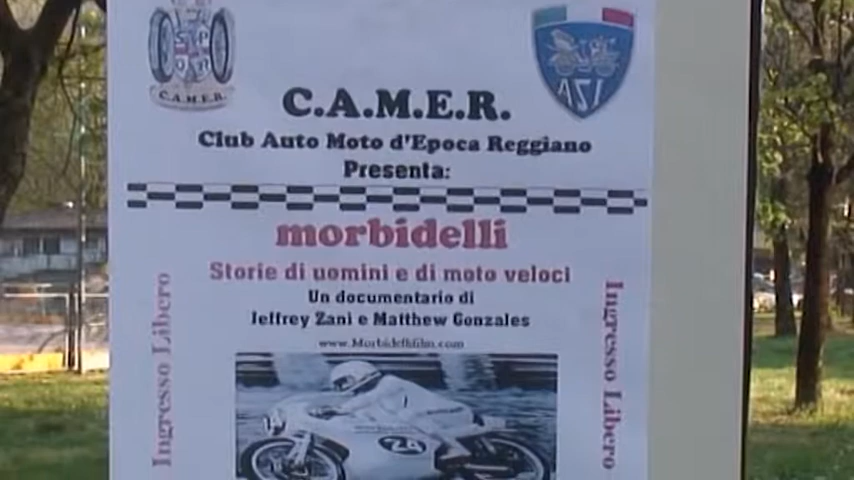 C.A.M.E.R.
ASI
C.A.M.E.R.
Club Auto Moto d'Epoca Reggiano
Presenta:
morbidelli
Storie di uomini e di moto veloci
Un documentario di
Jeffrey Zani e Matthew Gonzales
www.Morbidellifilm.com
Ingresso Libero
Ingresso Libero
24